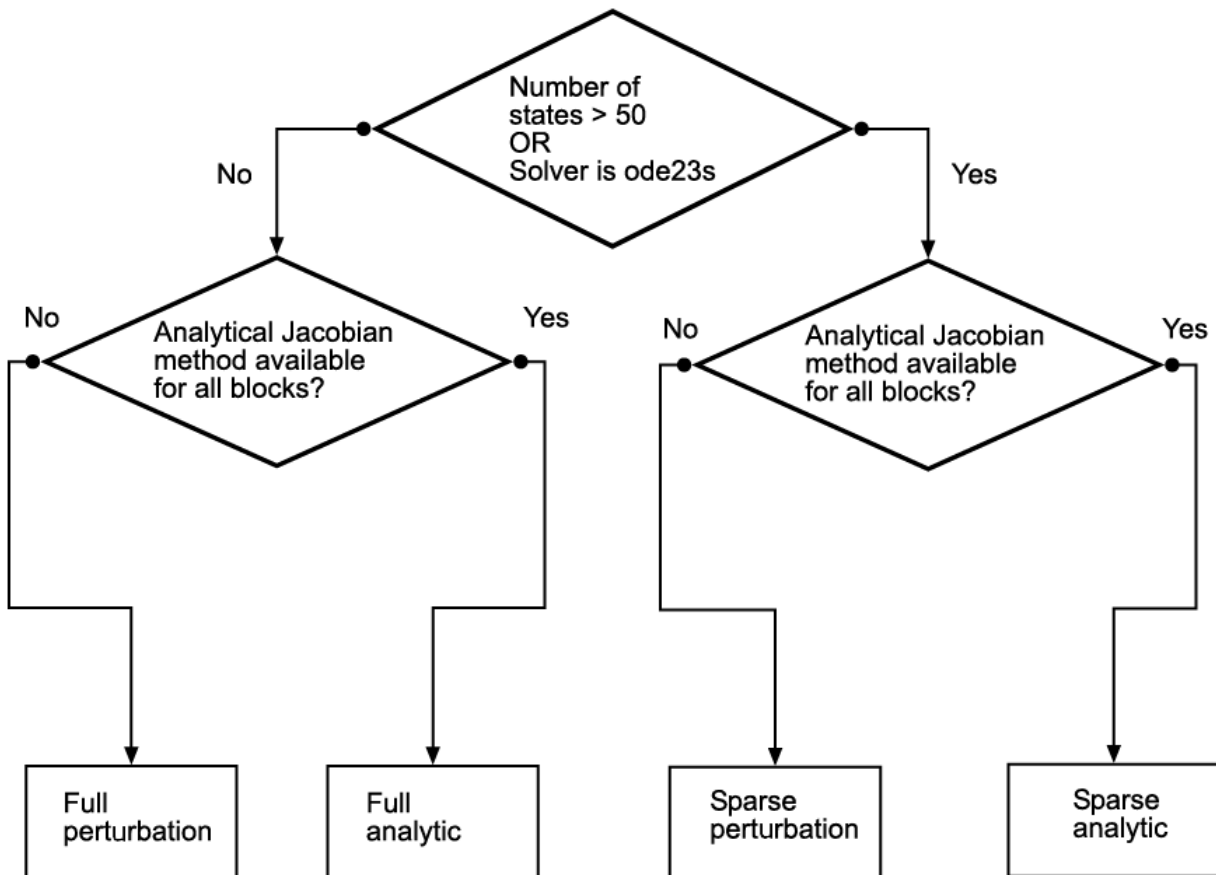 Number of
states > 50
OR
Solver is ode23s
No
Yes
No
Analytical Jacobian
method available
for all blocks?
Yes
No
Analytical Jacobian
method available
for all blocks?
Yes
Full
perturbation
Full
analytic
Sparse
perturbation
Sparse
analytic